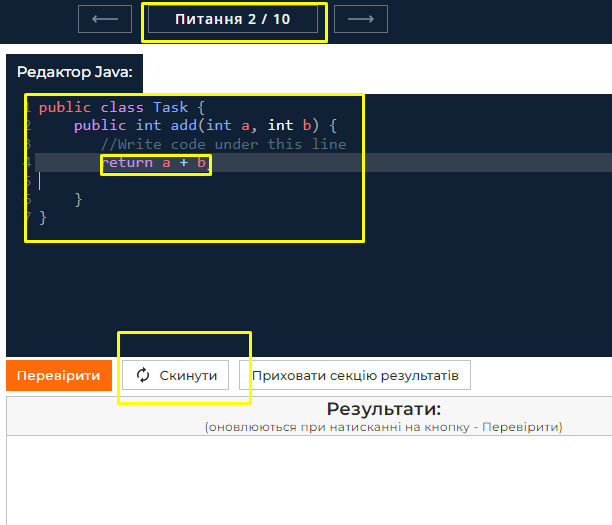 ⟵ Питання 2 / 10 ⟶
Редактор Java:
1 public class Task {
2 public int add(int a, int b) {
3 //Write code under this line
4 return a + b;
5
6 }
7 }
Перевірити Скинути Приховати секцію результатів
Результати:
(оновлюються при натисканні на кнопку - Перевірити)